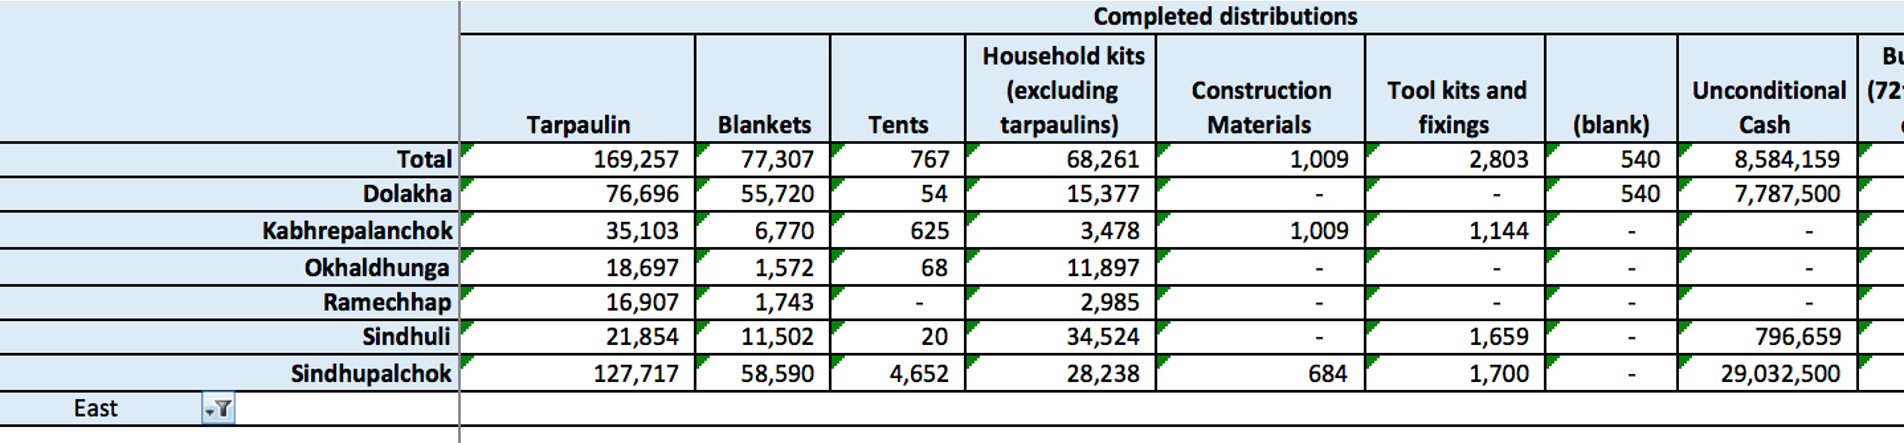 Completed distributions
Tarpaulin Blankets Tents Household kits (excluding tarpaulins) Construction Materials Tool kits and fixings (blank) Unconditional Cash (72
Total 169,257 77,307 767 68,261 1,009 2,803 540 8,584,159
Dolakha 76,696 55,720 54 15,377 - - 540 7,787,500
Kabhrepalanchok 35,103 6,770 625 3,478 1,009 1,144 - -
Okhaldhunga 18,697 1,572 68 11,897 - - - -
Ramechhap 16,907 1,743 - 2,985 - - - -
Sindhuli 21,854 11,502 20 34,524 - 1,659 - 796,659
Sindhupalchok 127,717 58,590 4,652 28,238 684 1,700 - 29,032,500
East